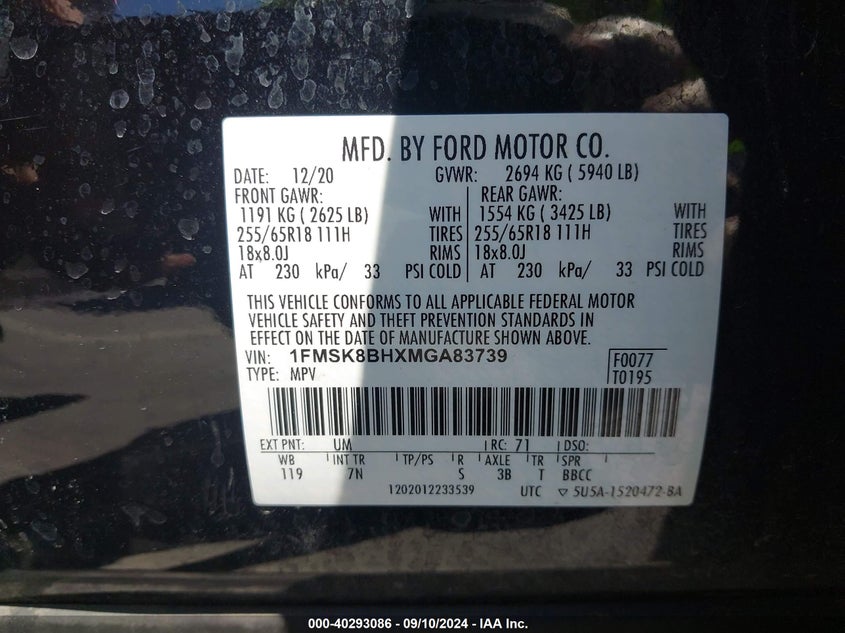 MFD. BY FORD MOTOR CO.
DATE: 12/20 GVWR: 2694 KG ( 5940 LB)
FRONT GAWR: REAR GAWR:
1191 KG ( 2625 LB) WITH 1554 KG ( 3425 LB) WITH
255/65R18 111H TIRES 255/65R18 111H TIRES
18x8.0J RIMS 18x8.0J RIMS
AT 230 kPa/ 33 PSI COLD AT 230 kPa/ 33 PSI COLD
THIS VEHICLE CONFORMS TO ALL APPLICABLE FEDERAL MOTOR
VEHICLE SAFETY AND THEFT PREVENTION STANDARDS IN
EFFECT ON THE DATE OF MANUFACTURE SHOWN ABOVE.
VIN: 1FMSK8BHXMGA83739 F0077
TYPE: MPV T0195
EXT PNT: UM RC: 71 DSO:
WB INT TR TP/PS R AXLE TR SPR
119 7N S 3B T BBCC
1202012233539 UTC ▽ 5U5A-1520472-BA
000-40293086 - 09/10/2024 - IAA Inc.